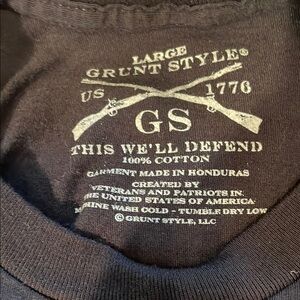 LARGE
GRUNT STYLE®
US 1776
GS
THIS WE'LL DEFEND
100% COTTON
GARMENT MADE IN HONDURAS
CREATED BY
VETERANS AND PATRIOTS IN
THE UNITED STATES OF AMERICA
MACHINE WASH COLD - TUMBLE DRY LOW
© GRUNT STYLE, LLC